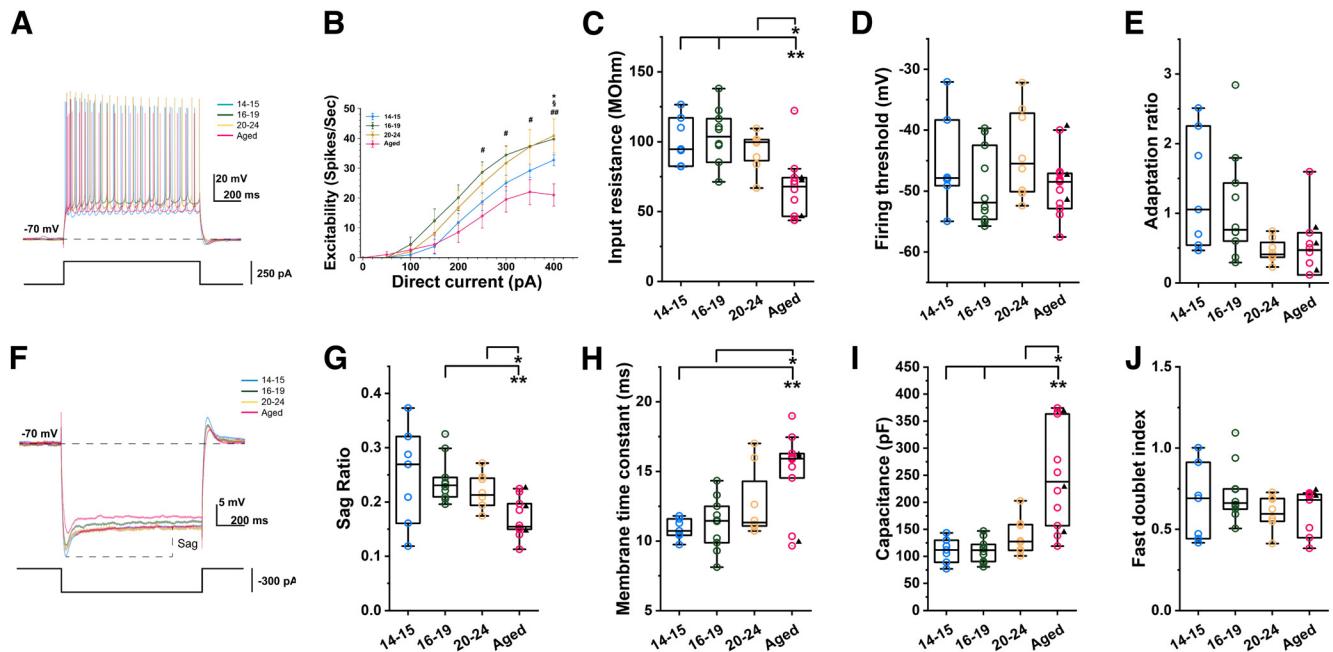 A
14-15
16-19
20-24
Aged
20 mV
200 ms
-70 mV
250 pA
B
Excitability (Spikes/Sec)
50
40
30
20
10
0
14-15
16-19
20-24
Aged
#
#
#
*
§
##
0
100
200
300
400
Direct current (pA)
C
Input resistance (MOhm)
150
100
50
0
*
**
14-15
16-19
20-24
Aged
D
Firing threshold (mV)
-30
-40
-50
-60
14-15
16-19
20-24
Aged
E
Adaptation ratio
3
2
1
0
14-15
16-19
20-24
Aged
F
14-15
16-19
20-24
Aged
-70 mV
5 mV
200 ms
Sag
-300 pA
G
Sag Ratio
0.4
0.3
0.2
0.1
0.0
*
**
14-15
16-19
20-24
Aged
H
Membrane time constant (ms)
25
20
15
10
5
*
**
14-15
16-19
20-24
Aged
I
Capacitance (pF)
450
400
350
300
250
200
150
100
50
0
*
**
14-15
16-19
20-24
Aged
J
Fast doublet index
1.5
1.0
0.5
0.0
14-15
16-19
20-24
Aged